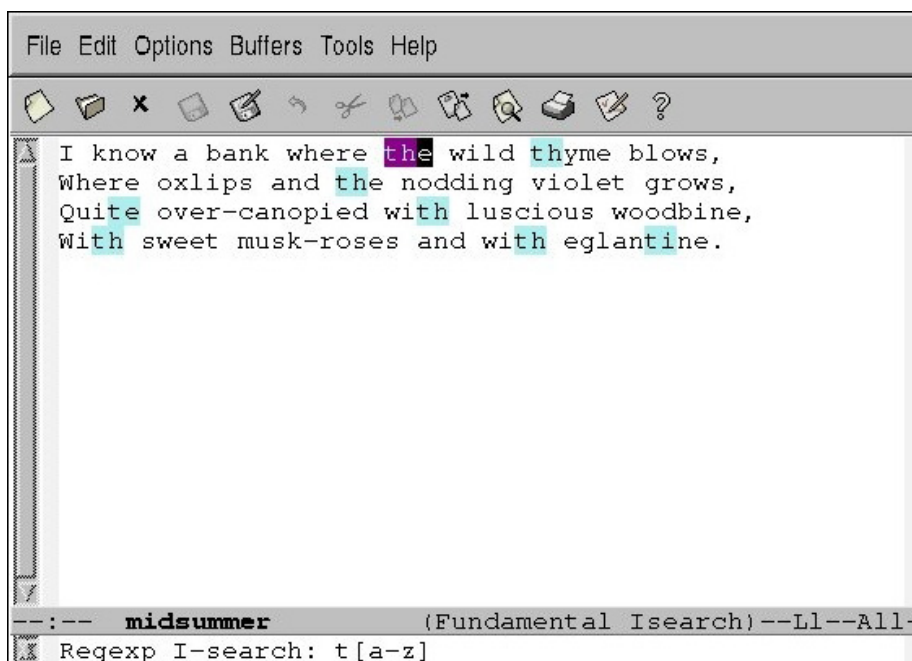 File Edit Options Buffers Tools Help
I know a bank where the wild thyme blows,
Where oxlips and the nodding violet grows,
Quite over-canopied with luscious woodbine,
With sweet musk-roses and with eglantine.
--:-- midsummer (Fundamental Isearch)--L1--All-
Regexp I-search: t[a-z]